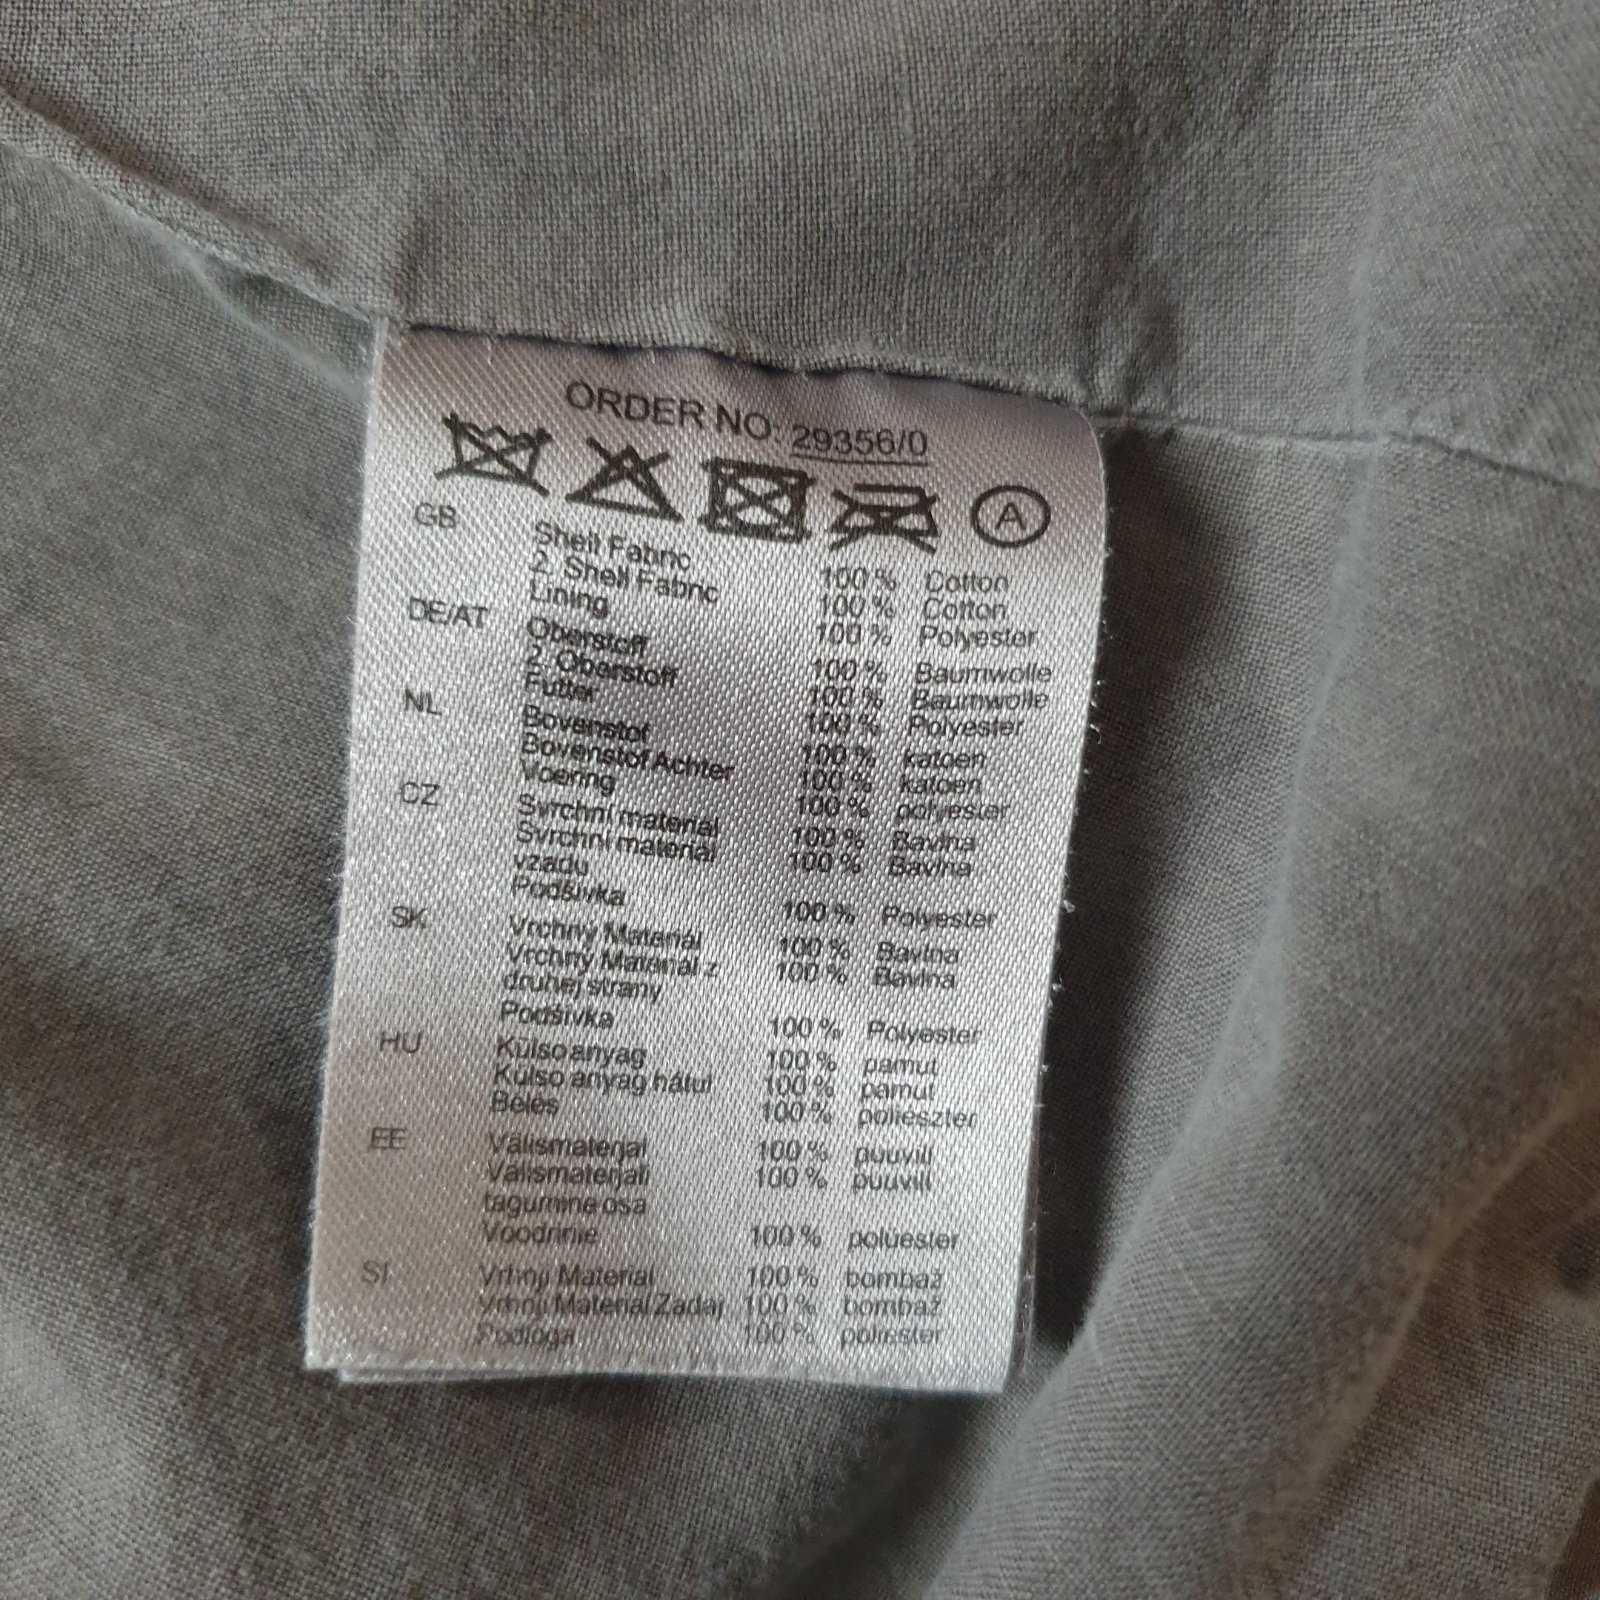 ORDER NO: 29356/0
A
GB Shell Fabric 100 % Cotton
2. Shell Fabric 100 % Cotton
Lining 100 % Polyester
DE/AT Oberstoff 100 % Baumwolle
2. Oberstoff 100 % Baumwolle
Futter 100 % Polyester
NL Bovenstof 100 % katoen
Bovenstof Achter 100 % katoen
Voering 100 % polyester
CZ Svrchní materiál 100 % Bavlna
Svrchní materiál 100 % Bavlna
vzadu
Podšívka 100 % Polyester
SK Vrchný Materiál 100 % Bavlna
Vrchný Materiál z 100 % Bavlna
druhej strany
Podšívka 100 % Polyester
HU Külso anyag 100 % pamut
Külso anyag hátul 100 % pamut
Bélés 100 % poliészter
EE Välismaterjal 100 % puuvill
Välismaterjali 100 % puuvill
tagumine osa
Voodriie 100 % polüester
SI Vrhnji Material 100 % bombaž
Vrhnji Material Zadaj 100 % bombaž
Podloga 100 % poliester